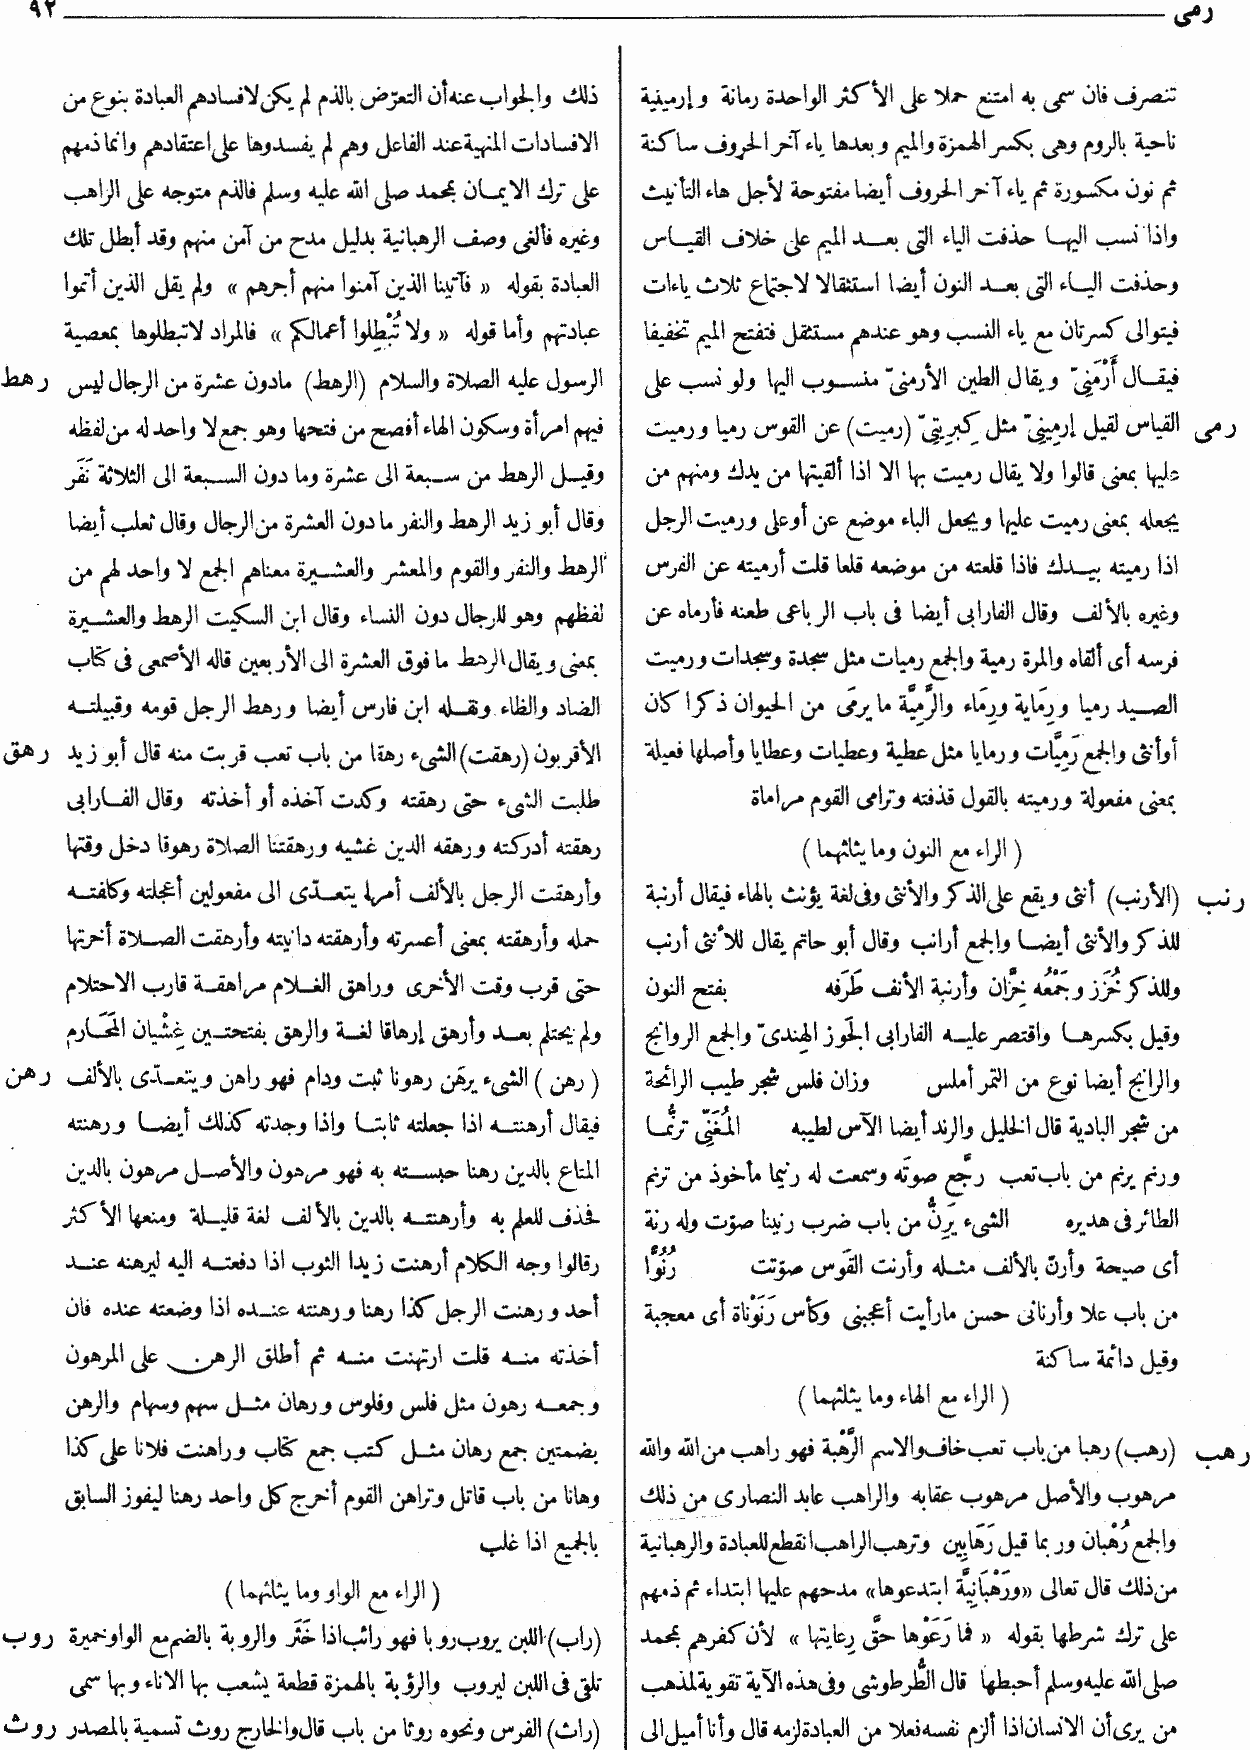 رمى ٩٢
تنصرف فان سمى به امتنع حملا على الأكثر الواحدة رمانة وإرمينية
ناحية بالروم وهى بكسر الهمزة والميم وبعدها ياء آخر الحروف ساكنة
ثم نون مكسورة ثم ياء آخر الحروف أيضا مفتوحة لأجل هاء التأنيث
واذا نسب اليها حذفت الياء التى بعد الميم على خلاف القياس
وحذفت الياء التى بعد النون أيضا استثقالا لاجتماع ثلاث ياءات
فيتوالى كسرتان مع ياء النسب وهو عندهم مستثقل فتفتح الميم تخفيفا
فيقال أَرْمَنِىّ ويقال الطين الأرمنىّ منسوب اليها ولو نسب على
رمى القياس لقيل إرمِينِىّ مثل كِبرِيتِىّ (رميت) عن القوس رميا ورميت
عليها بمعنى قالوا ولا يقال رميت بها الا اذا ألقيتها من يدك ومنهم من
يجعله بمعنى رميت عليها ويجعل الباء موضع عن أوعلى ورميت الرجل
اذا رميته بيدك فاذا قلعته من موضعه قلعا قلت أرميته عن الفرس
وغيره بالألف وقال الفارابى أيضا فى باب الرباعى طعنه فأرماه عن
فرسه أى ألقاه والمرة رمية والجمع رميات مثل سجدة وسجدات ورميت
الصيد رميا ورِمَاية ورِمَاء والرَّمِيَّة ما يرمَى من الحيوان ذكرا كان
أوأنثى والجمع رَمِيَّات ورمايا مثل عطية وعطيات وعطايا وأصلها فعيلة
بمعنى مفعولة ورميته بالقول قذفته وترامى القوم مراماة
( الراء مع النون وما يثلثهما )
رنب (الأرنب) أنثى ويقع على الذكر والأنثى وفى لغة يؤنث بالهاء فيقال أرنبة
للذكر والأنثى أيضا والجمع أرانب وقال أبو حاتم يقال للأنثى أرنب
وللذكر خُزَز وجَمْعُه خِزَّان وأرنبة الأنف طَرَفه بفتح النون
وقيل بكسرها واقتصر عليه الفارابى الجَوز الهِندىّ والجمع الروانج
والرانج أيضا نوع من التمر أملس وزان فلس شجر طيب الرائحة
من شجر البادية قال الخليل والرند أيضا الآس لطيبه المُغَنِّى ترنُّما
ورنم يرنم من باب تعب رجَّع صوتَه وسمعت له رنيما مأخوذ من ترنم
الطائر فى هديره الشىء يَرِنُّ من باب ضرب رنينا صوّت وله رنة
أى صيحة وأرنّ بالألف مثله وأرنت القَوس صوّتت رُنُوًّا
من باب علا وأرنانى حسن مارأيت أعجبنى وكأس رَنَوْناة أى معجبة
وقيل دائمة ساكنة
( الراء مع الهاء وما يثلثهما )
رهب (رهب) رهبا من باب تعب خاف والاسم الرَّهْبة فهو راهب من الله والله
مرهوب والأصل مرهوب عقابه والراهب عابد النصارى من ذلك
والجمع رُهْبان وربما قيل رَهَابِين وترهب الراهب انقطع للعبادة والرهبانية
من ذلك قال تعالى «ورَهْبَانِيَّة ابتدعوها» مدحهم عليها ابتداء ثم ذمهم
على ترك شرطها بقوله « فما رَعَوْها حقَّ رِعايتها » لأن كفرهم بمحمد
صلى الله عليه وسلم أحبطها قال الطُّرطوشى وفى هذه الآية تقوية لمذهب
من يرى أن الانسان اذا ألزم نفسه فعلا من العبادة لزمه قال وأنا أميل الى
ذلك والجواب عنه أن التعرّض بالذم لم يكن لافسادهم العبادة بنوع من
الافسادات المنهية عند الفاعل وهم لم يفسدوها على اعتقادهم وانما ذمهم
على ترك الايمان بمحمد صلى الله عليه وسلم فالذم متوجه على الراهب
وغيره فألغى وصف الرهبانية بدليل مدح من آمن منهم وقد أبطل تلك
العبادة بقوله « فآتينا الذين آمنوا منهم أجرهم » ولم يقل الذين أتموا
عبادتهم وأما قوله « ولا تُبْطِلوا أعمالكم » فالمراد لاتبطلوها بمعصية
الرسول عليه الصلاة والسلام (الرهط) مادون عشرة من الرجال ليس رهط
فيهم امرأة وسكون الهاء أفصح من فتحها وهو جمع لا واحد له من لفظه
وقيل الرهط من سبعة الى عشرة وما دون السبعة الى الثلاثة نَفَر
وقال أبو زيد الرهط والنفر مادون العشرة من الرجال وقال ثعلب أيضا
الرهط والنفر والقوم والمعشر والعشيرة معناهم الجمع لا واحد لهم من
لفظهم وهو للرجال دون النساء وقال ابن السكيت الرهط والعشيرة
بمعنى ويقال الرهط مافوق العشرة الى الأربعين قاله الأصمعى فى كتاب
الضاد والظاء ونقله ابن فارس أيضا ورهط الرجل قومه وقبيلته
الأقربون (رهقت) الشىء رهقا من باب تعب قربت منه قال أبو زيد رهق
طلبت الشىء حتى رهقته وكدت آخذه أو أخذته وقال الفارابى
رهقته أدركته ورهقه الدين غشيه ورهقتنا الصلاة رهوقا دخل وقتها
وأرهقت الرجل بالألف أمرا يتعدّى الى مفعولين أعجلته وكلفته
حمله وأرهقته بمعنى أعسرته وأرهقته دانيته وأرهقت الصلاة أخرتها
حتى قرب وقت الأخرى وراهق الغلام مراهقة قارب الاحتلام
ولم يحتلم بعد وأرهق إرهاقا لغة والرهق بفتحتين غِشْيان المَحَارم
( رهن ) الشىء يرهَن رهونا ثبت ودام فهو راهن ويتعدّى بالألف رهن
فيقال أرهنته اذا جعلته ثابتا واذا وجدته كذلك أيضا ورهنته
المتاع بالدين رهنا حبسته به فهو مرهون والأصل مرهون بالدين
فحذف للعلم به وأرهنته بالدين بالألف لغة قليلة ومنعها الأكثر
وقالوا وجه الكلام أرهنت زيدا الثوب اذا دفعته اليه ليرهنه عند
أحد ورهنت الرجل كذا رهنا ورهنته عنده اذا وضعته عنده فان
أخذته منه قلت ارتهنت منه ثم أطلق الرهن على المرهون
وجمعه رهون مثل فلس وفلوس ورهان مثل سهم وسهام والرهن
بضمتين جمع رهان مثل كتب جمع كتاب وراهنت فلانا على كذا
وهانا من باب قاتل وتراهن القوم أخرج كل واحد رهنا ليفوز السابق
بالجميع اذا غلب
( الراء مع الواو وما يثلثهما )
(راب) اللبن يروب روبا فهو رائب اذا خَثَر والروبة بالضم مع الواو خميرة روب
تلقى فى اللبن ليروب والرؤبة بالهمزة قطعة يشعب بها الاناء وبها سمى
(راث) الفرس ونحوه روثا من باب قال والخارج روث تسمية بالمصدر روث